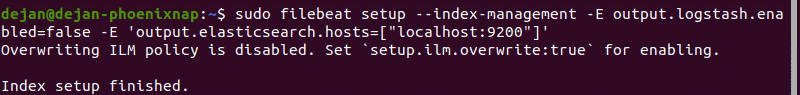 dejan@dejan-phoenixnap:~$ sudo filebeat setup --index-management -E output.logstash.ena
bled=false -E 'output.elasticsearch.hosts=["localhost:9200"]'
Overwriting ILM policy is disabled. Set `setup.ilm.overwrite:true` for enabling.

Index setup finished.